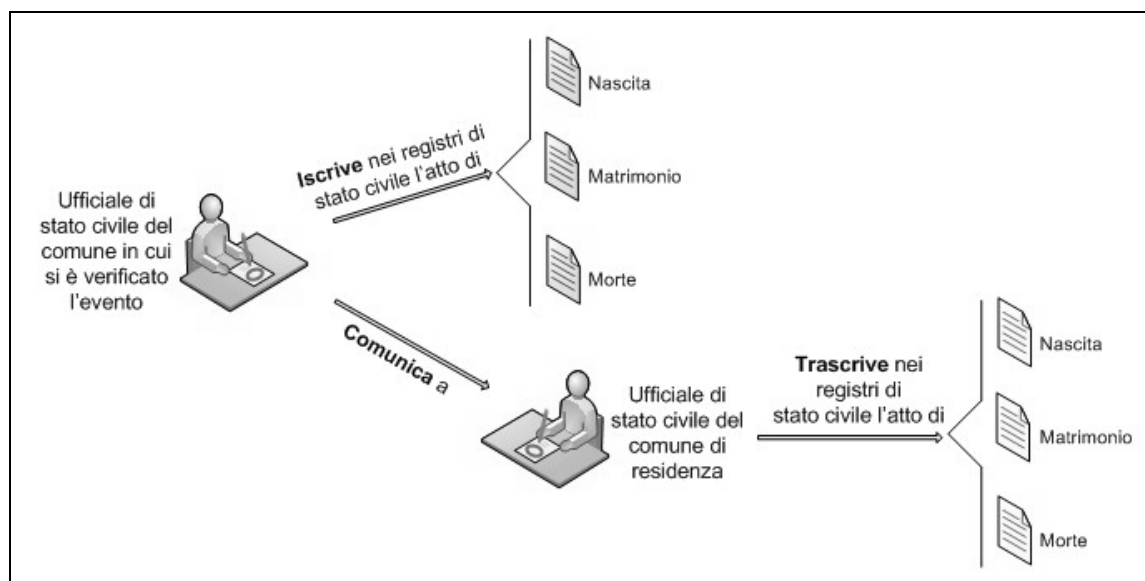 Nascita
Iscrive nei registri di
stato civile l'atto di
Matrimonio
Ufficiale di
stato civile del
comune in cui
si è verificato
l'evento
Morte
Comunica a
Nascita
Trascrive nei
registri di
stato civile l'atto di
Ufficiale di
stato civile del
comune di
residenza
Matrimonio
Morte